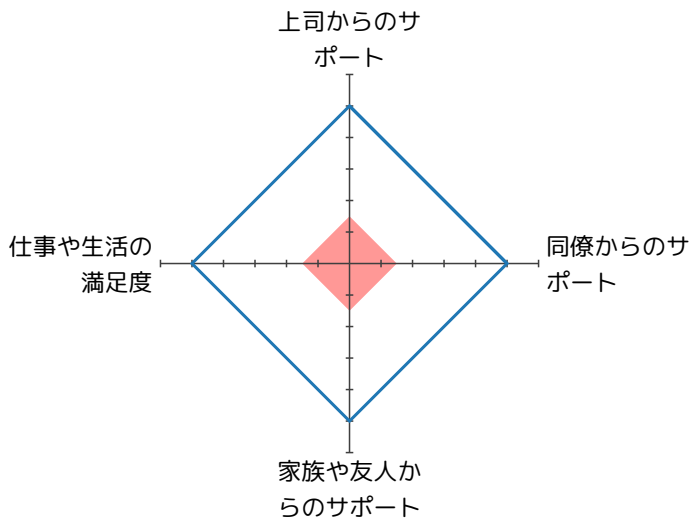 上司からのサ
ポート
仕事や生活の
満足度
同僚からのサ
ポート
家族や友人か
らのサポート